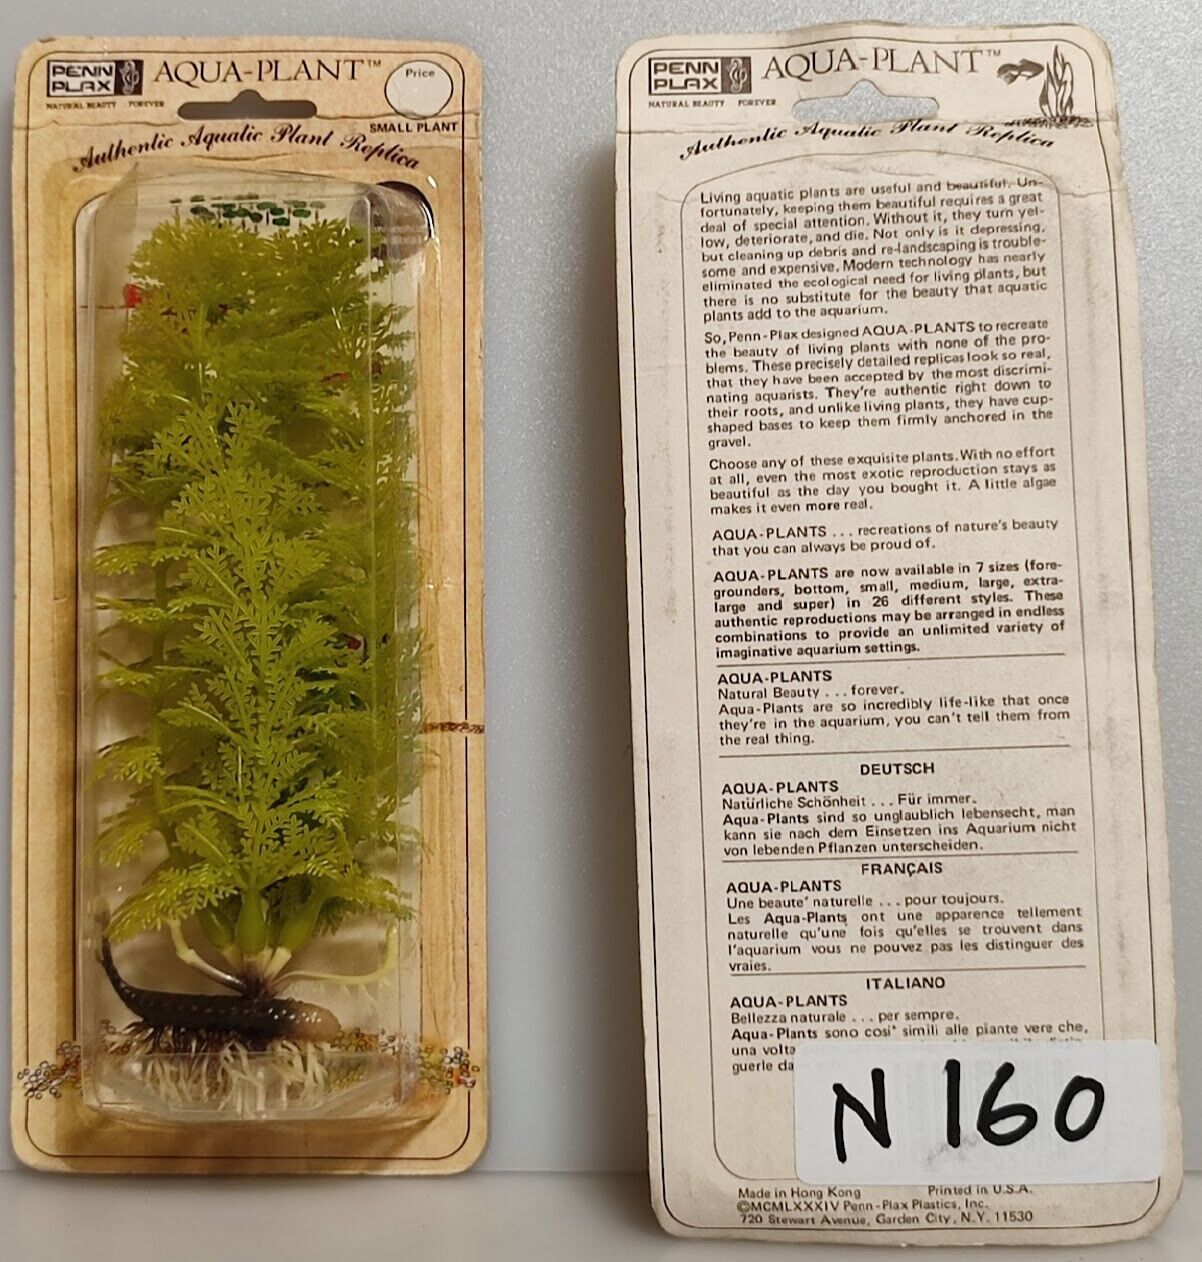 PENN
PLAX
AQUA-PLANT™
Price
NATURAL BEAUTY FOREVER
SMALL PLANT
Authentic Aquatic Plant Replica
PENN
PLAX
AQUA-PLANT™
NATURAL BEAUTY FOREVER
Authentic Aquatic Plant Replica
Living aquatic plants are useful and beautiful. Un-
fortunately, keeping them beautiful requires a great
deal of special attention. Without it, they turn yel-
low, deteriorate, and die. Not only is it depressing,
but cleaning up debris and re-landscaping is trouble-
some and expensive. Modern technology has nearly
eliminated the ecological need for living plants, but
there is no substitute for the beauty that aquatic
plants add to the aquarium.
So, Penn-Plax designed AQUA-PLANTS to recreate
the beauty of living plants with none of the pro-
blems. These precisely detailed replicas look so real,
that they have been accepted by the most discrimi-
nating aquarists. They're authentic right down to
their roots, and unlike living plants, they have cup-
shaped bases to keep them firmly anchored in the
gravel.
Choose any of these exquisite plants. With no effort
at all, even the most exotic reproduction stays as
beautiful as the day you bought it. A little algae
makes it even more real.
AQUA-PLANTS ... recreations of nature's beauty
that you can always be proud of.
AQUA-PLANTS are now available in 7 sizes (fore-
grounders, bottom, small, medium, large, extra-
large and super) in 26 different styles. These
authentic reproductions may be arranged in endless
combinations to provide an unlimited variety of
imaginative aquarium settings.
AQUA-PLANTS
Natural Beauty ... forever.
Aqua-Plants are so incredibly life-like that once
they're in the aquarium, you can't tell them from
the real thing.
DEUTSCH
AQUA-PLANTS
Natürliche Schönheit ... Für immer.
Aqua-Plants sind so unglaublich lebensecht, man
kann sie nach dem Einsetzen ins Aquarium nicht
von lebenden Pflanzen unterscheiden.
FRANÇAIS
AQUA-PLANTS
Une beaute' naturelle ... pour toujours.
Les Aqua-Plants ont une apparence tellement
naturelle qu'une fois qu'elles se trouvent dans
l'aquarium vous ne pouvez pas les distinguer des
vraies.
ITALIANO
AQUA-PLANTS
Bellezza naturale ... per sempre.
Aqua-Plants sono cosi' simili alle piante vere che,
una volta
guerle da
N 160
Made in Hong Kong Printed in U.S.A.
©MCMLXXXIV Penn-Plax Plastics, Inc.
720 Stewart Avenue, Garden City, N.Y. 11530